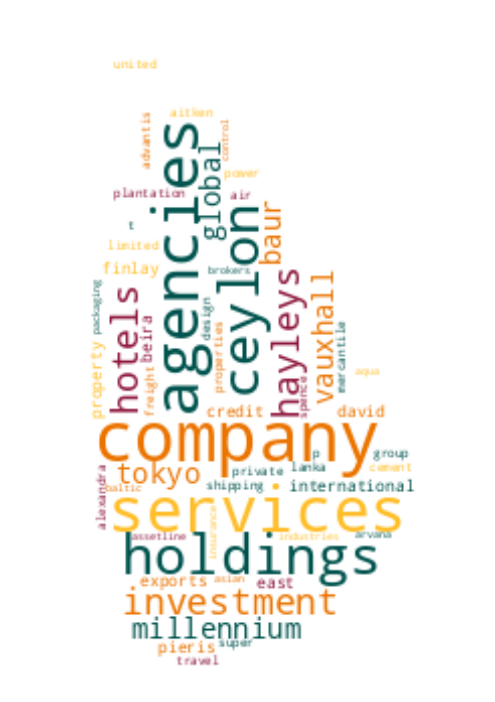 united
aitken
advantis
control
agencies
global
power
plantation
air
t
baur
ceylon
limited
finlay
brokers
hayleys
vauxhall
packaging
hotels
beira
design
properties
mercantile
property
freight
spence
aqua
credit
david
company
p
group
tokyo
private
lanka
cement
alexandra
baltic
shipping
international
services
insurance
assetline
industries
arvana
holdings
exports
asian
east
investment
millennium
super
pieris
travel